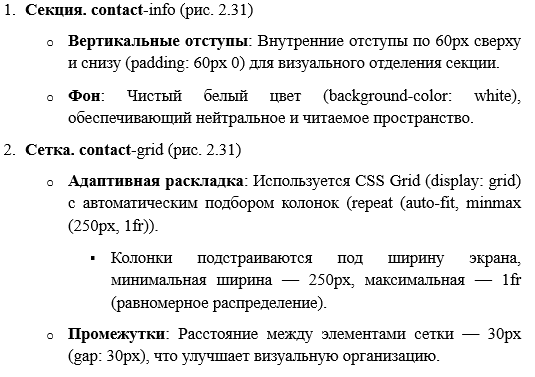 1. Секция. contact-info (рис. 2.31)
o Вертикальные отступы: Внутренние отступы по 60px сверху
и снизу (padding: 60px 0) для визуального отделения секции.
o Фон: Чистый белый цвет (background-color: white),
обеспечивающий нейтральное и читаемое пространство.
2. Сетка. contact-grid (рис. 2.31)
o Адаптивная раскладка: Используется CSS Grid (display: grid)
с автоматическим подбором колонок (repeat (auto-fit, minmax
(250px, 1fr)).
▪ Колонки подстраиваются под ширину экрана,
минимальная ширина — 250px, максимальная — 1fr
(равномерное распределение).
o Промежутки: Расстояние между элементами сетки — 30px
(gap: 30px), что улучшает визуальную организацию.